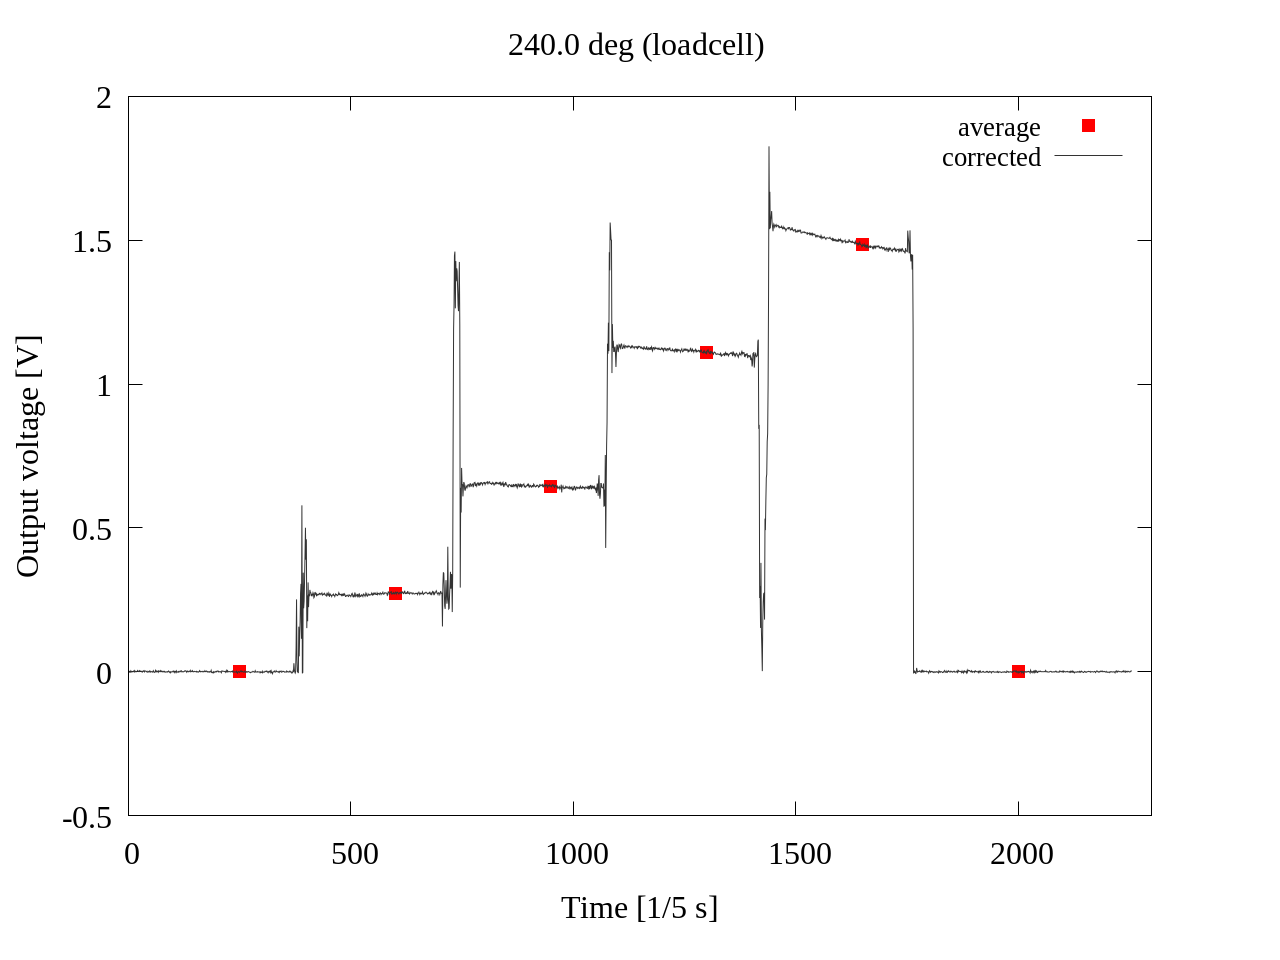 240.0 deg (loadcell)
average
corrected
2
1.5
1
0.5
0
-0.5
Output voltage [V]
0 500 1000 1500 2000
Time [1/5 s]